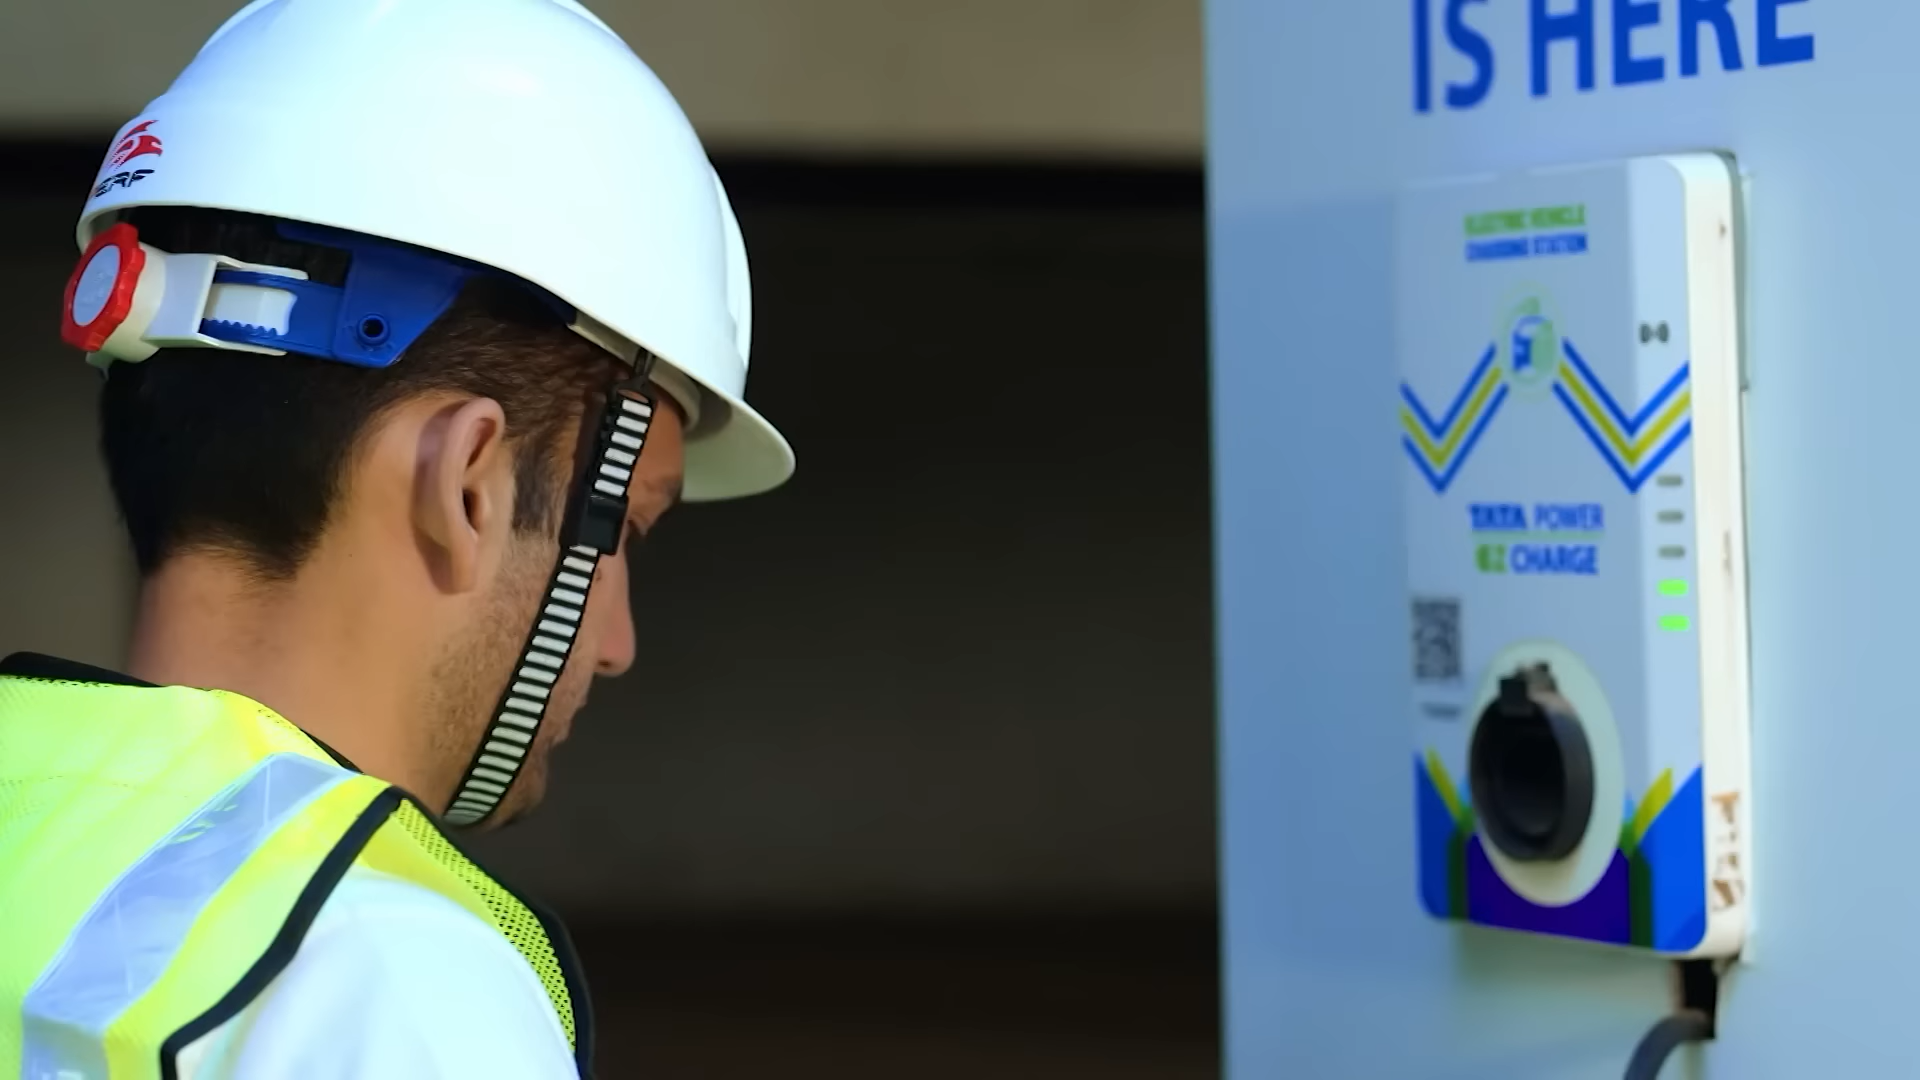 IS HERE
ELECTRIC VEHICLE
CHARGING STATION
TATA POWER
EZ CHARGE